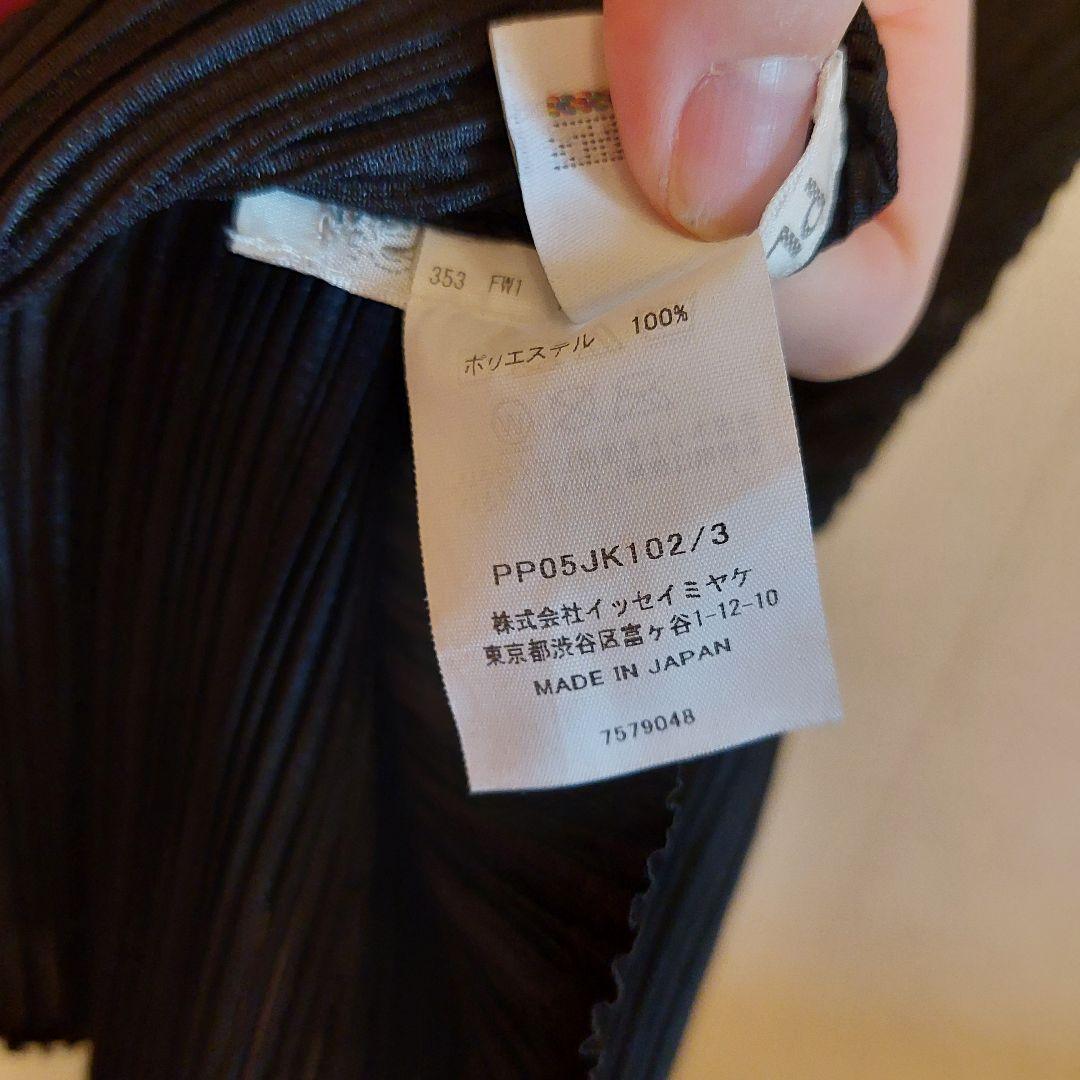 353 FW1
ポリエステル 100%
PP05JK102/3
株式会社イッセイミヤケ
東京都渋谷区富ヶ谷1-12-10
MADE IN JAPAN
7579048